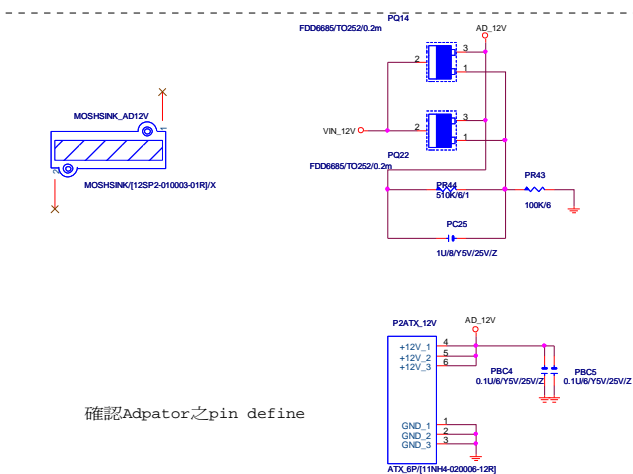 PQ14
FDD6685/TO252/0.2m
AD_12V
3
2
1
MOSHSINK_AD12V
1
2
MOSHSINK/[12SP2-010003-01R]/X
VIN_12V
3
2
1
PQ22
FDD6685/TO252/0.2m
PR44
510K/6/1
PR43
100K/6
PC25
1U/8/Y5V/25V/Z
P2ATX_12V
AD_12V
+12V_1 4
+12V_2 5
+12V_3 6
PBC4
0.1U/6/Y5V/25V/Z
PBC5
0.1U/6/Y5V/25V/Z
確認Adpator之pin define
GND_1 1
GND_2 2
GND_3 3
ATX_6P/[11NH4-020006-12R]